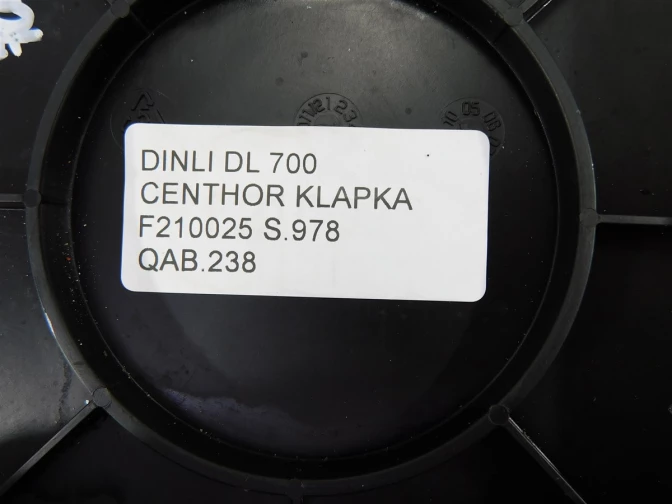 DINLI DL 700
CENTHOR KLAPKA
F210025 S.978
QAB.238